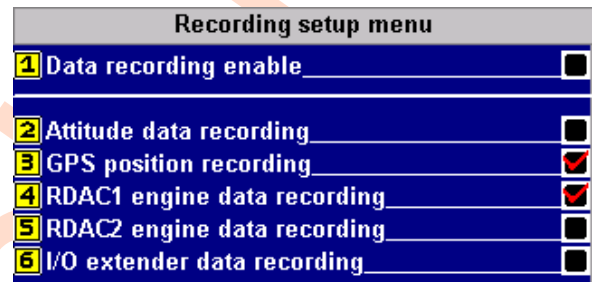 Recording setup menu
1 Data recording enable
2 Attitude data recording
3 GPS position recording
4 RDAC1 engine data recording
5 RDAC2 engine data recording
6 I/O extender data recording